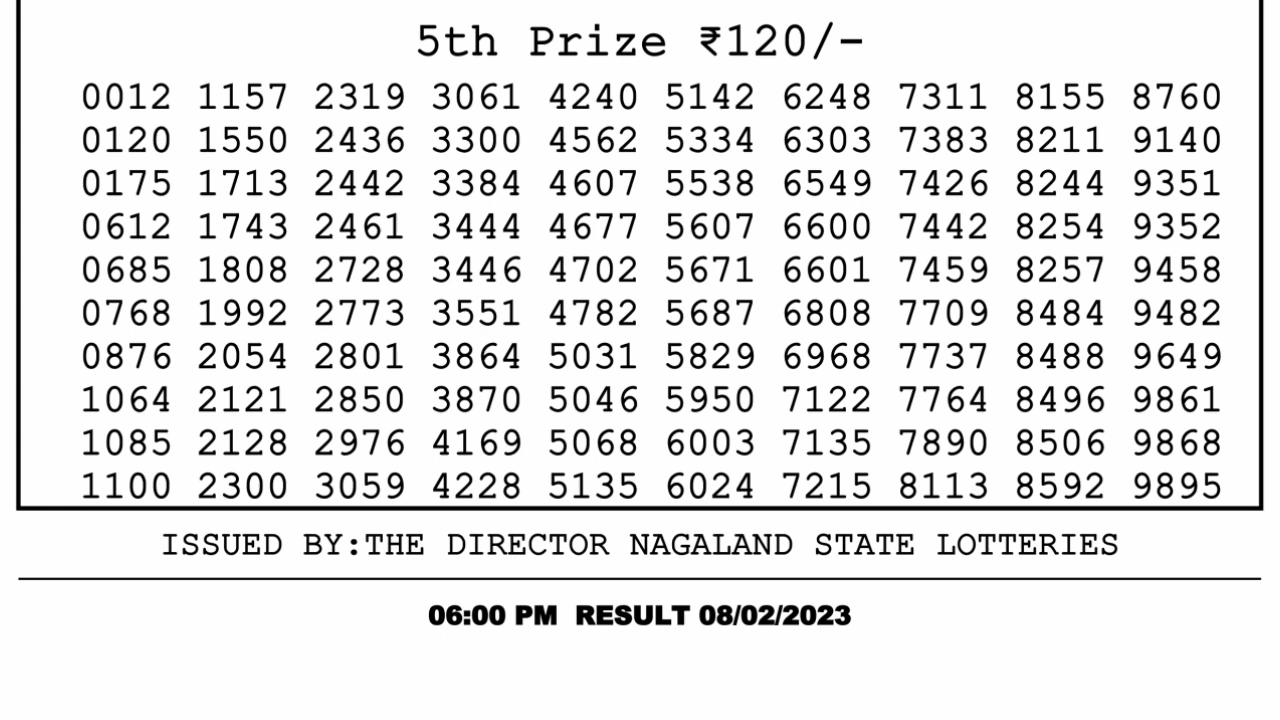 5th Prize ₹120/-
0012 1157 2319 3061 4240 5142 6248 7311 8155 8760
0120 1550 2436 3300 4562 5334 6303 7383 8211 9140
0175 1713 2442 3384 4607 5538 6549 7426 8244 9351
0612 1743 2461 3444 4677 5607 6600 7442 8254 9352
0685 1808 2728 3446 4702 5671 6601 7459 8257 9458
0768 1992 2773 3551 4782 5687 6808 7709 8484 9482
0876 2054 2801 3864 5031 5829 6968 7737 8488 9649
1064 2121 2850 3870 5046 5950 7122 7764 8496 9861
1085 2128 2976 4169 5068 6003 7135 7890 8506 9868
1100 2300 3059 4228 5135 6024 7215 8113 8592 9895
ISSUED BY:THE DIRECTOR NAGALAND STATE LOTTERIES
06:00 PM RESULT 08/02/2023